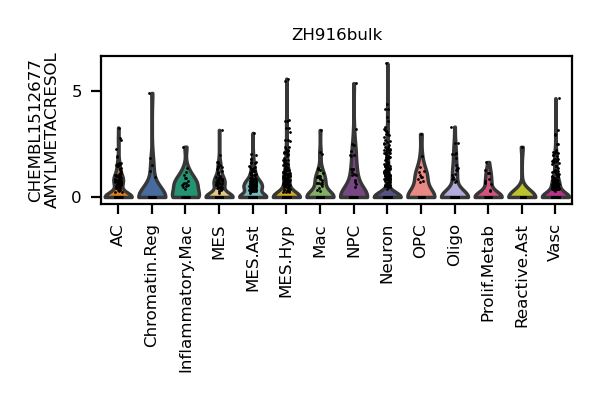 ZH916bulk
CHEMBL1512677
AMYLMETACRESOL
5
0
AC
Chromatin.Reg
Inflammatory.Mac
MES
MES.Ast
MES.Hyp
Mac
NPC
Neuron
OPC
Oligo
Prolif.Metab
Reactive.Ast
Vasc